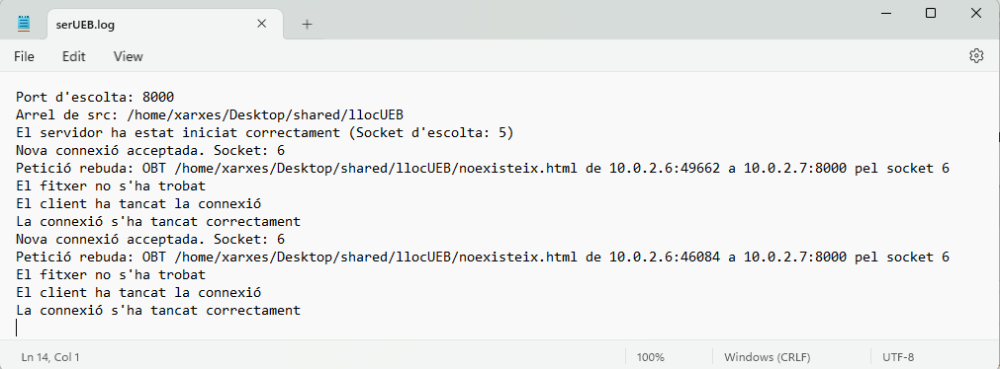 serUEB.log
File Edit View
Port d'escolta: 8000
Arrel de src: /home/xarxes/Desktop/shared/llocUEB
El servidor ha estat iniciat correctament (Socket d'escolta: 5)
Nova connexió acceptada. Socket: 6
Petició rebuda: OBT /home/xarxes/Desktop/shared/llocUEB/noexisteix.html de 10.0.2.6:49662 a 10.0.2.7:8000 pel socket 6
El fitxer no s'ha trobat
El client ha tancat la connexió
La connexió s'ha tancat correctament
Nova connexió acceptada. Socket: 6
Petició rebuda: OBT /home/xarxes/Desktop/shared/llocUEB/noexisteix.html de 10.0.2.6:46084 a 10.0.2.7:8000 pel socket 6
El fitxer no s'ha trobat
El client ha tancat la connexió
La connexió s'ha tancat correctament
Ln 14, Col 1 100% Windows (CRLF) UTF-8